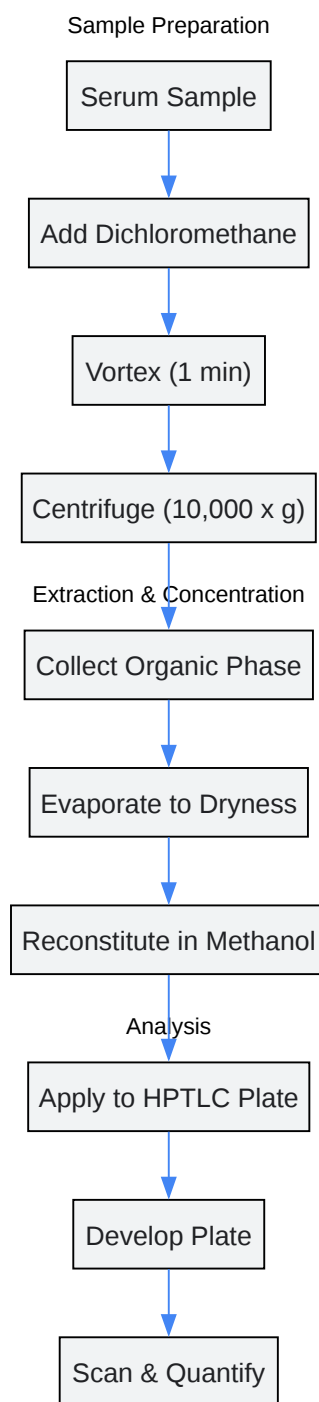 Sample Preparation
Serum Sample
Add Dichloromethane
Vortex (1 min)
Centrifuge (10,000 x g)
Extraction & Concentration
Collect Organic Phase
Evaporate to Dryness
Reconstitute in Methanol
Analysis
Apply to HPTLC Plate
Develop Plate
Scan & Quantify